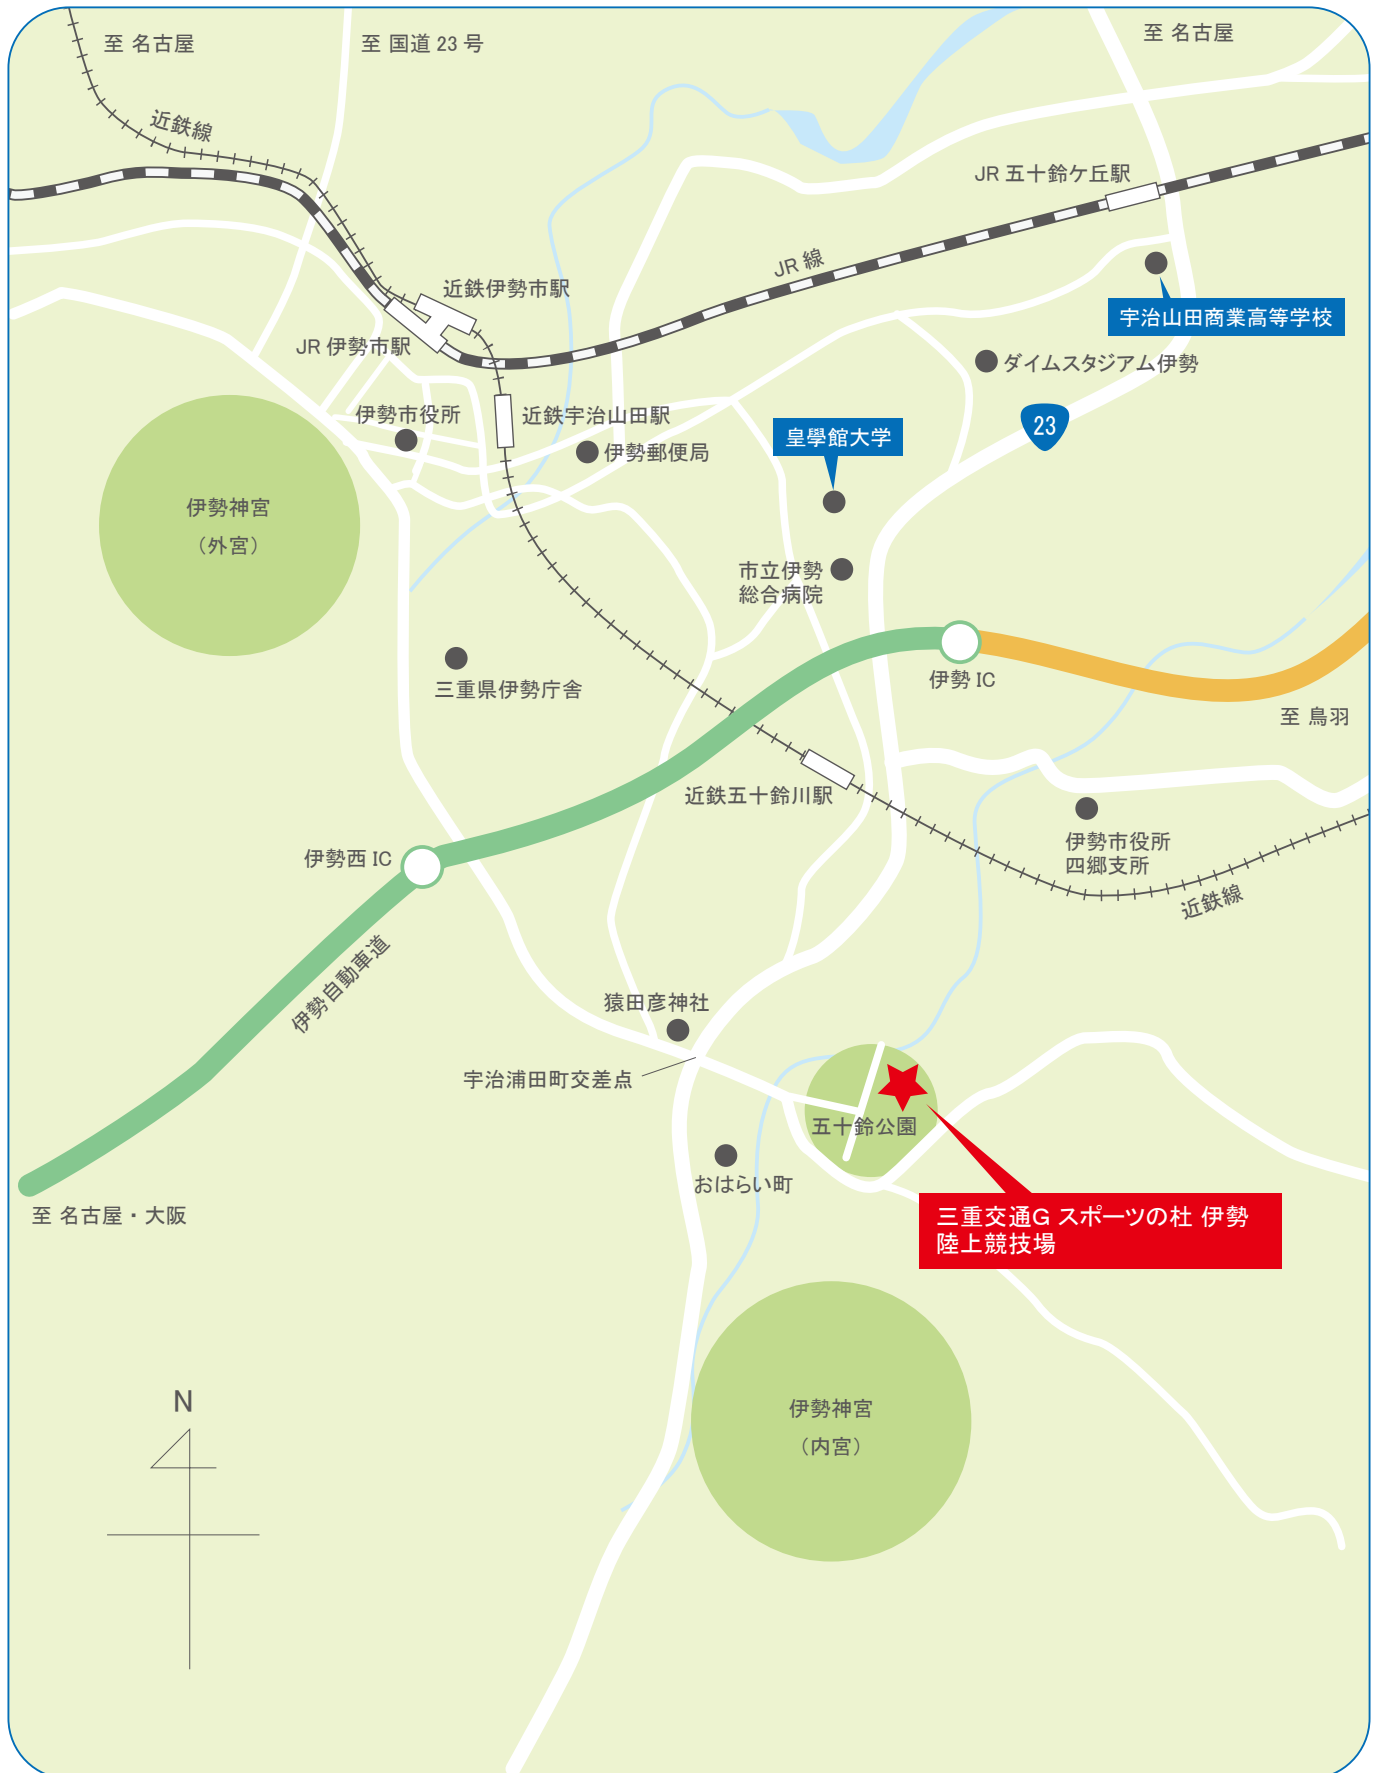 至 名古屋
至 国道 23 号
至 名古屋
近鉄線
JR 五十鈴ケ丘駅
JR 線
近鉄伊勢市駅
宇治山田商業高等学校
JR 伊勢市駅
ダイムスタジアム伊勢
伊勢市役所
近鉄宇治山田駅
23
皇學館大学
伊勢郵便局
伊勢神宮
（外宮）
市立伊勢
総合病院
三重県伊勢庁舎
伊勢 IC
至 鳥羽
近鉄五十鈴川駅
伊勢市役所
四郷支所
伊勢西 IC
近鉄線
伊勢自動車道
猿田彦神社
宇治浦田町交差点
五十鈴公園
おはらい町
至 名古屋・大阪
三重交通G スポーツの杜 伊勢
陸上競技場
N
伊勢神宮
（内宮）